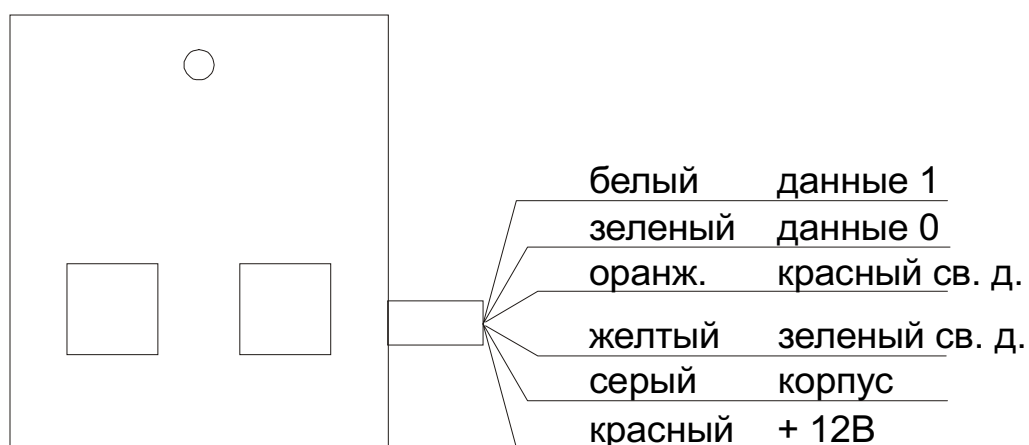 белый данные 1
зеленый данные 0
оранж. красный св. д.
желтый зеленый св. д.
серый корпус
красный + 12В